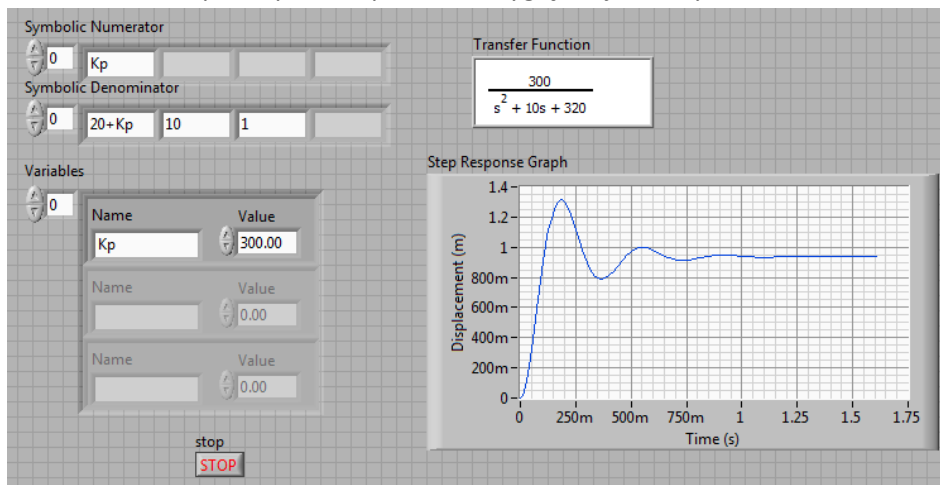 Symbolic Numerator
0
Kp
Symbolic Denominator
0
20+Kp
10
1
Variables
0
Name
Value
Kp
300.00
Name
Value
0.00
Name
Value
0.00
stop
STOP
Transfer Function
300
s² + 10s + 320
Step Response Graph
Displacement (m)
1.4
1.2
1
800m
600m
400m
200m
0
0 250m 500m 750m 1 1.25 1.5 1.75
Time (s)